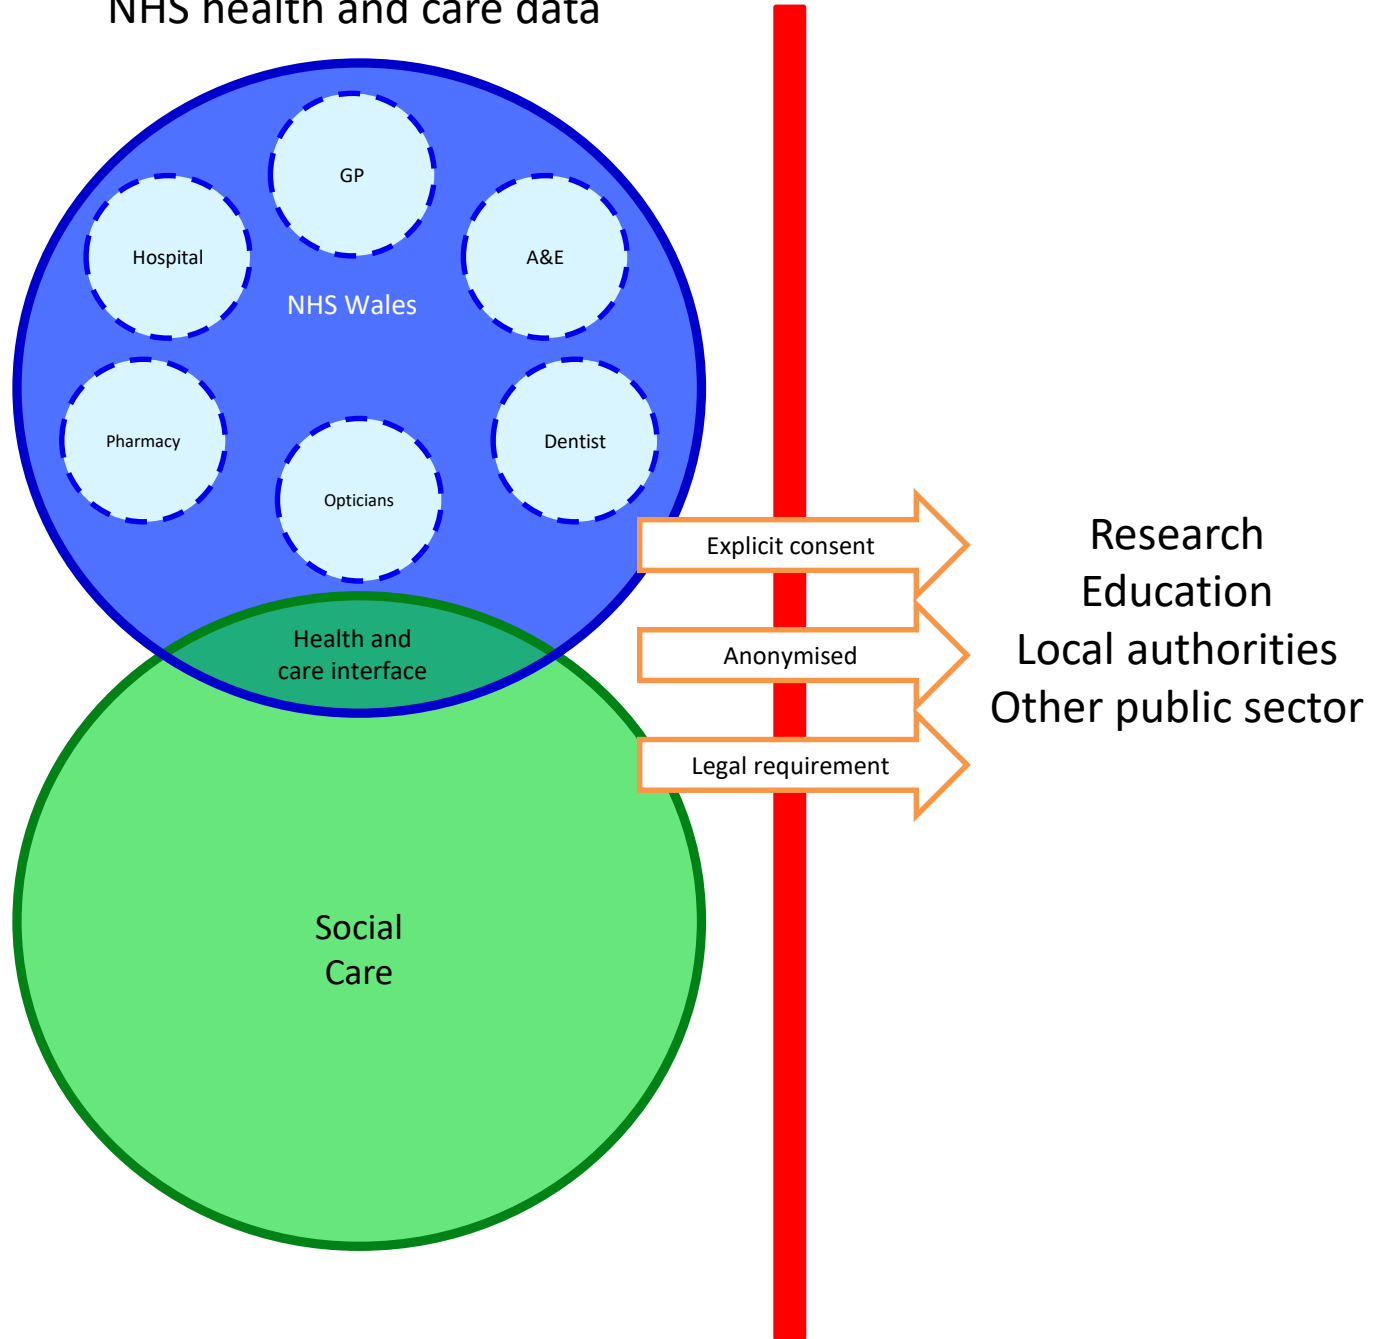 NHS health and care data
GP
Hospital
A&E
NHS Wales
Pharmacy
Dentist
Opticians
Explicit consent
Health and
care interface
Anonymised
Legal requirement
Research
Education
Local authorities
Other public sector
Social
Care